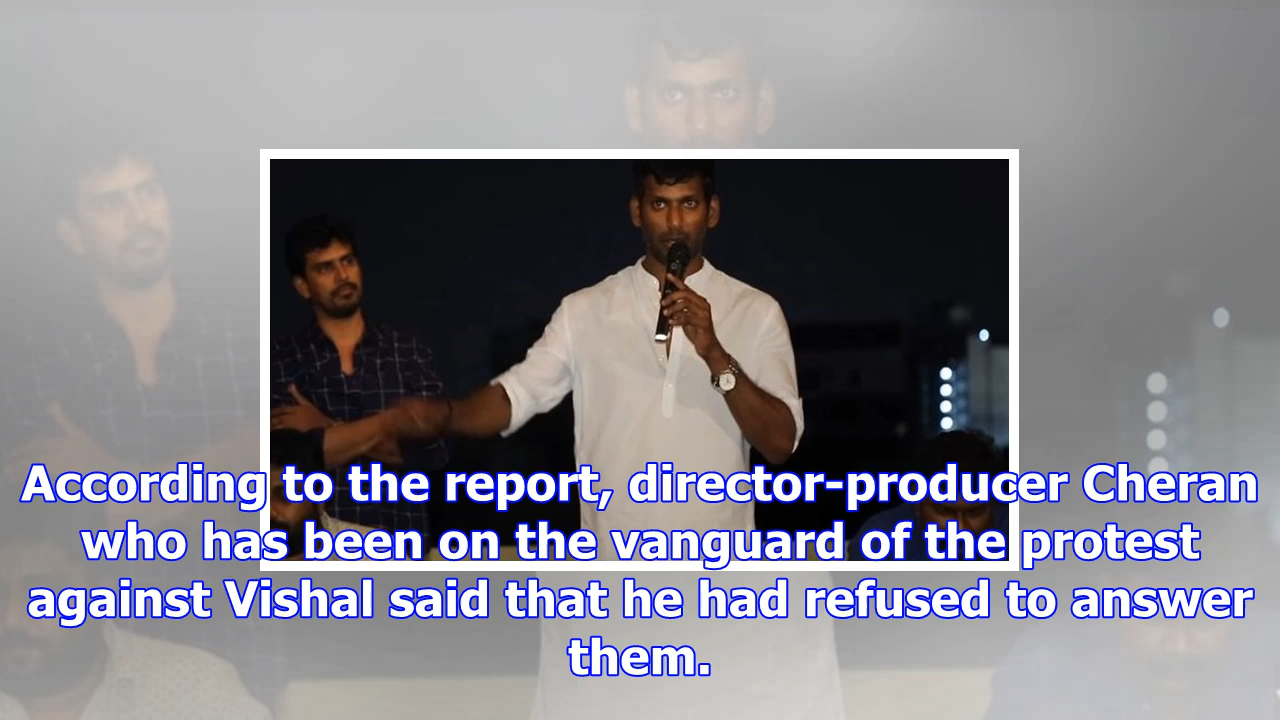 According to the report, director-producer Cheran
who has been on the vanguard of the protest
against Vishal said that he had refused to answer
them.